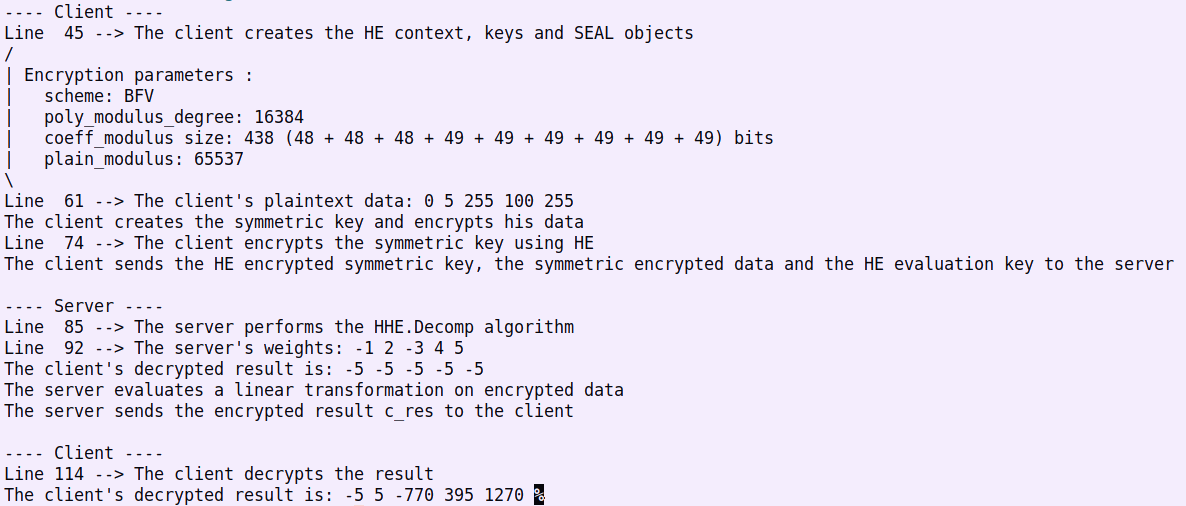 ---- Client ----
Line  45 --> The client creates the HE context, keys and SEAL objects
/
| Encryption parameters :
|   scheme: BFV
|   poly_modulus_degree: 16384
|   coeff_modulus size: 438 (48 + 48 + 48 + 49 + 49 + 49 + 49 + 49 + 49) bits
|   plain_modulus: 65537
\
Line  61 --> The client's plaintext data: 0 5 255 100 255
The client creates the symmetric key and encrypts his data
Line  74 --> The client encrypts the symmetric key using HE
The client sends the HE encrypted symmetric key, the symmetric encrypted data and the HE evaluation key to the server

---- Server ----
Line  85 --> The server performs the HHE.Decomp algorithm
Line  92 --> The server's weights: -1 2 -3 4 5
The client's decrypted result is: -5 -5 -5 -5 -5
The server evaluates a linear transformation on encrypted data
The server sends the encrypted result c_res to the client

---- Client ----
Line 114 --> The client decrypts the result
The client's decrypted result is: -5 5 -770 395 1270 %